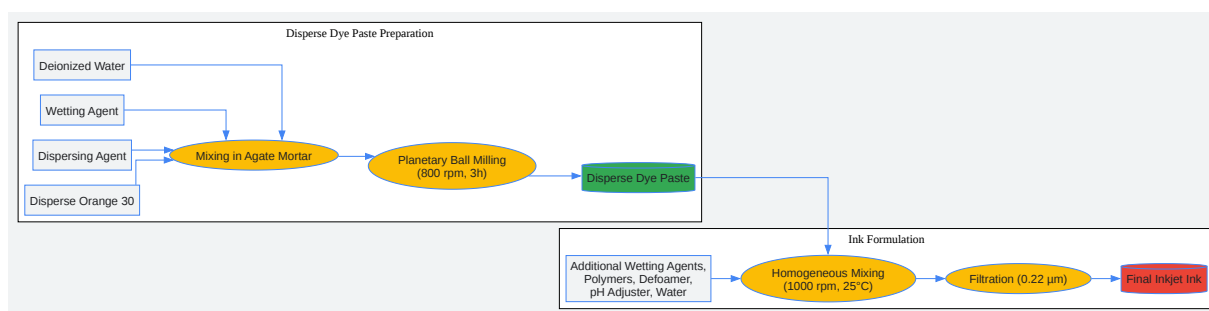 Disperse Dye Paste Preparation
Deionized Water
Wetting Agent
Dispersing Agent
Disperse Orange 30
Mixing in Agate Mortar
Planetary Ball Milling
(800 rpm, 3h)
Disperse Dye Paste
Ink Formulation
Additional Wetting Agents,
Polymers, Defoamer,
pH Adjuster, Water
Homogeneous Mixing
(1000 rpm, 25°C)
Filtration (0.22 µm)
Final Inkjet Ink